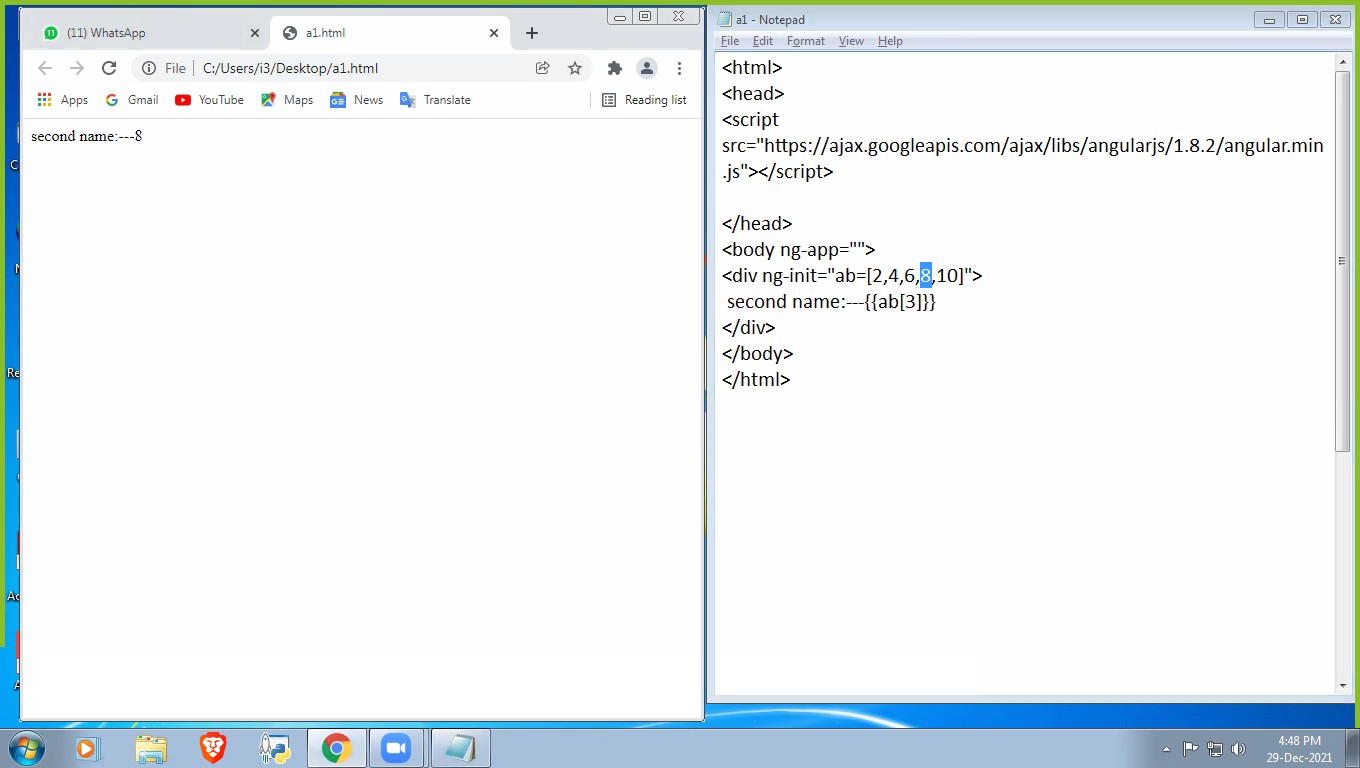 (11) WhatsApp
a1.html
File
C:/Users/i3/Desktop/a1.html
Apps
Gmail
YouTube
Maps
News
Translate
Reading list
second name:---8
a1 - Notepad
File Edit Format View Help
<html>
<head>
<script
src="https://ajax.googleapis.com/ajax/libs/angularjs/1.8.2/angular.min
.js"></script>
</head>
<body ng-app="">
<div ng-init="ab=[2,4,6,8,10]">
second name:---{{ab[3]}}
</div>
</body>
</html>
4:48 PM
29-Dec-2021